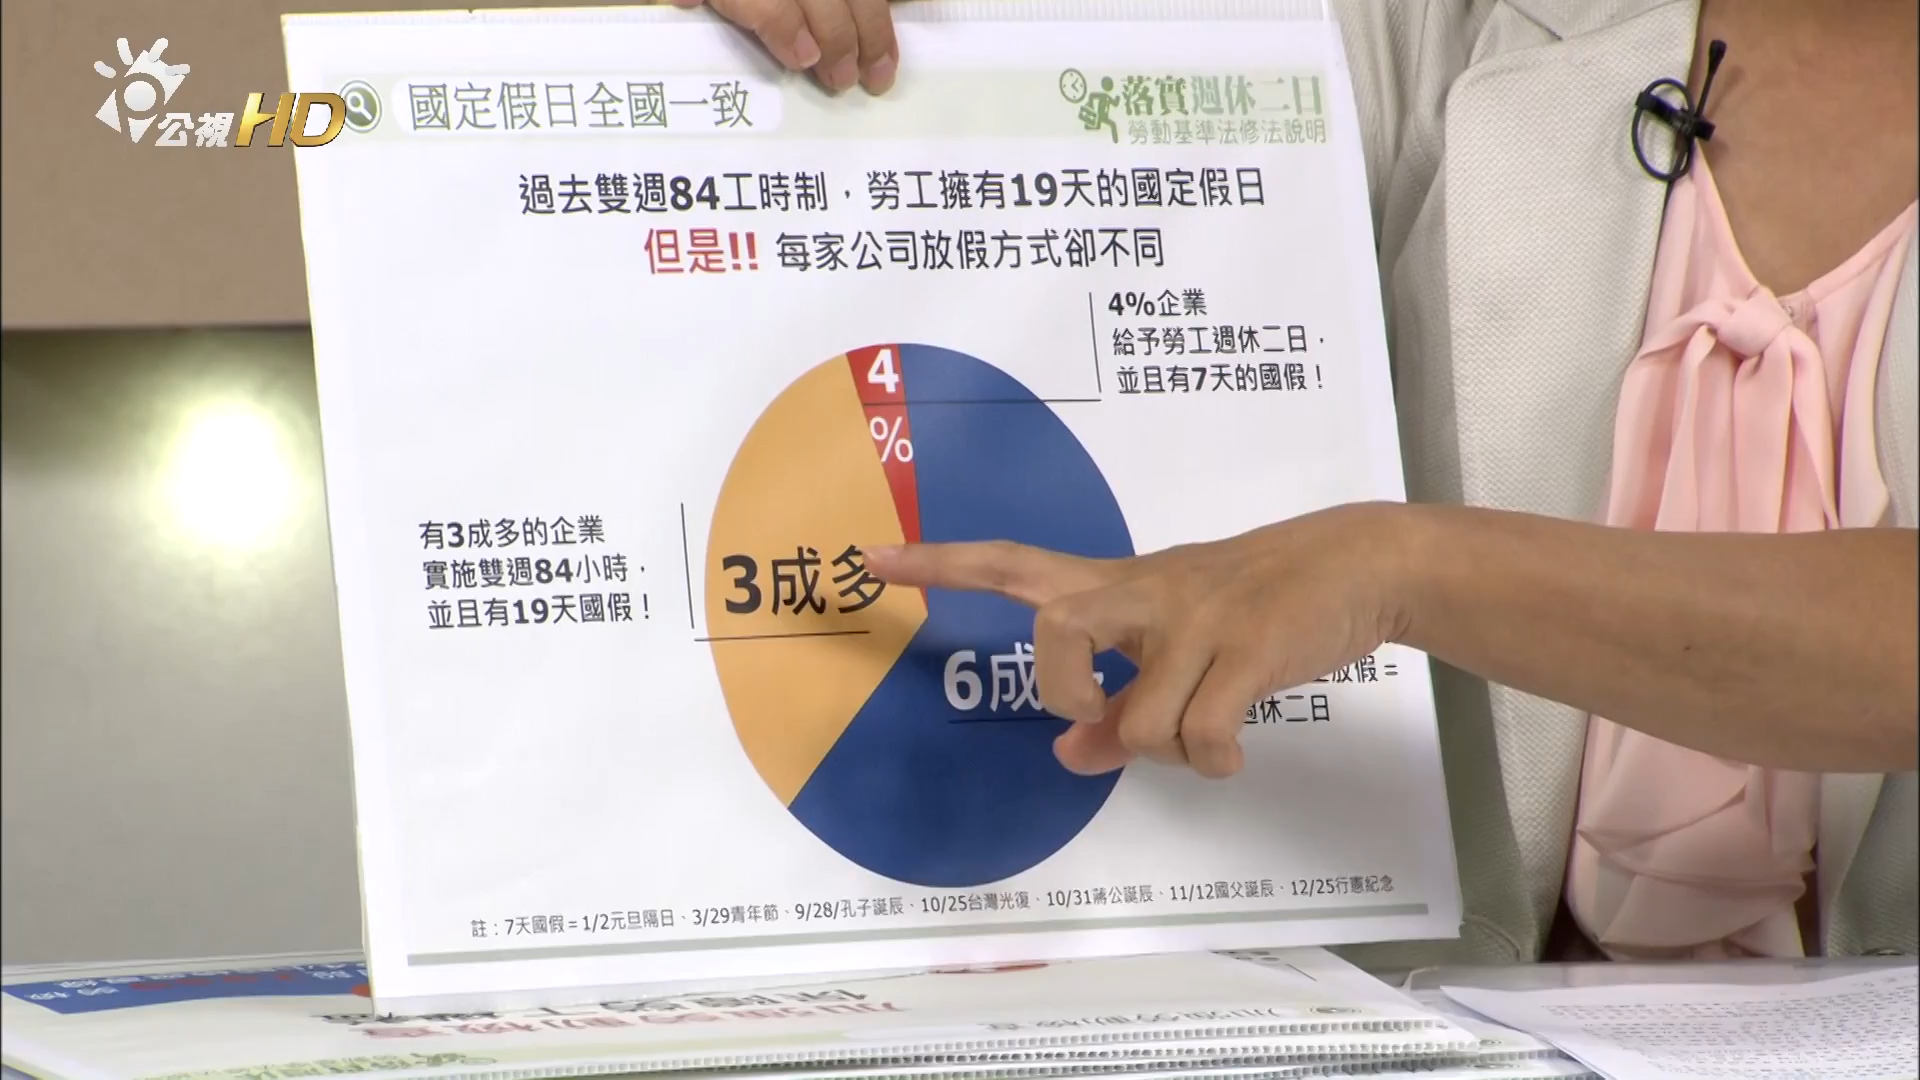 公視HD
國定假日全國一致
落實週休二日
勞動基準法修法說明
過去雙週84工時制，勞工擁有19天的國定假日
但是!! 每家公司放假方式卻不同
4%企業
給予勞工週休二日，
並且有7天的國假！
4
%
有3成多的企業
實施雙週84小時，
並且有19天國假！
3成多
6成
放假=
週休二日
註：7天國假=1/2元旦隔日、3/29青年節、9/28/孔子誕辰、10/25台灣光復、10/31蔣公誕辰、11/12國父誕辰、12/25行憲紀念